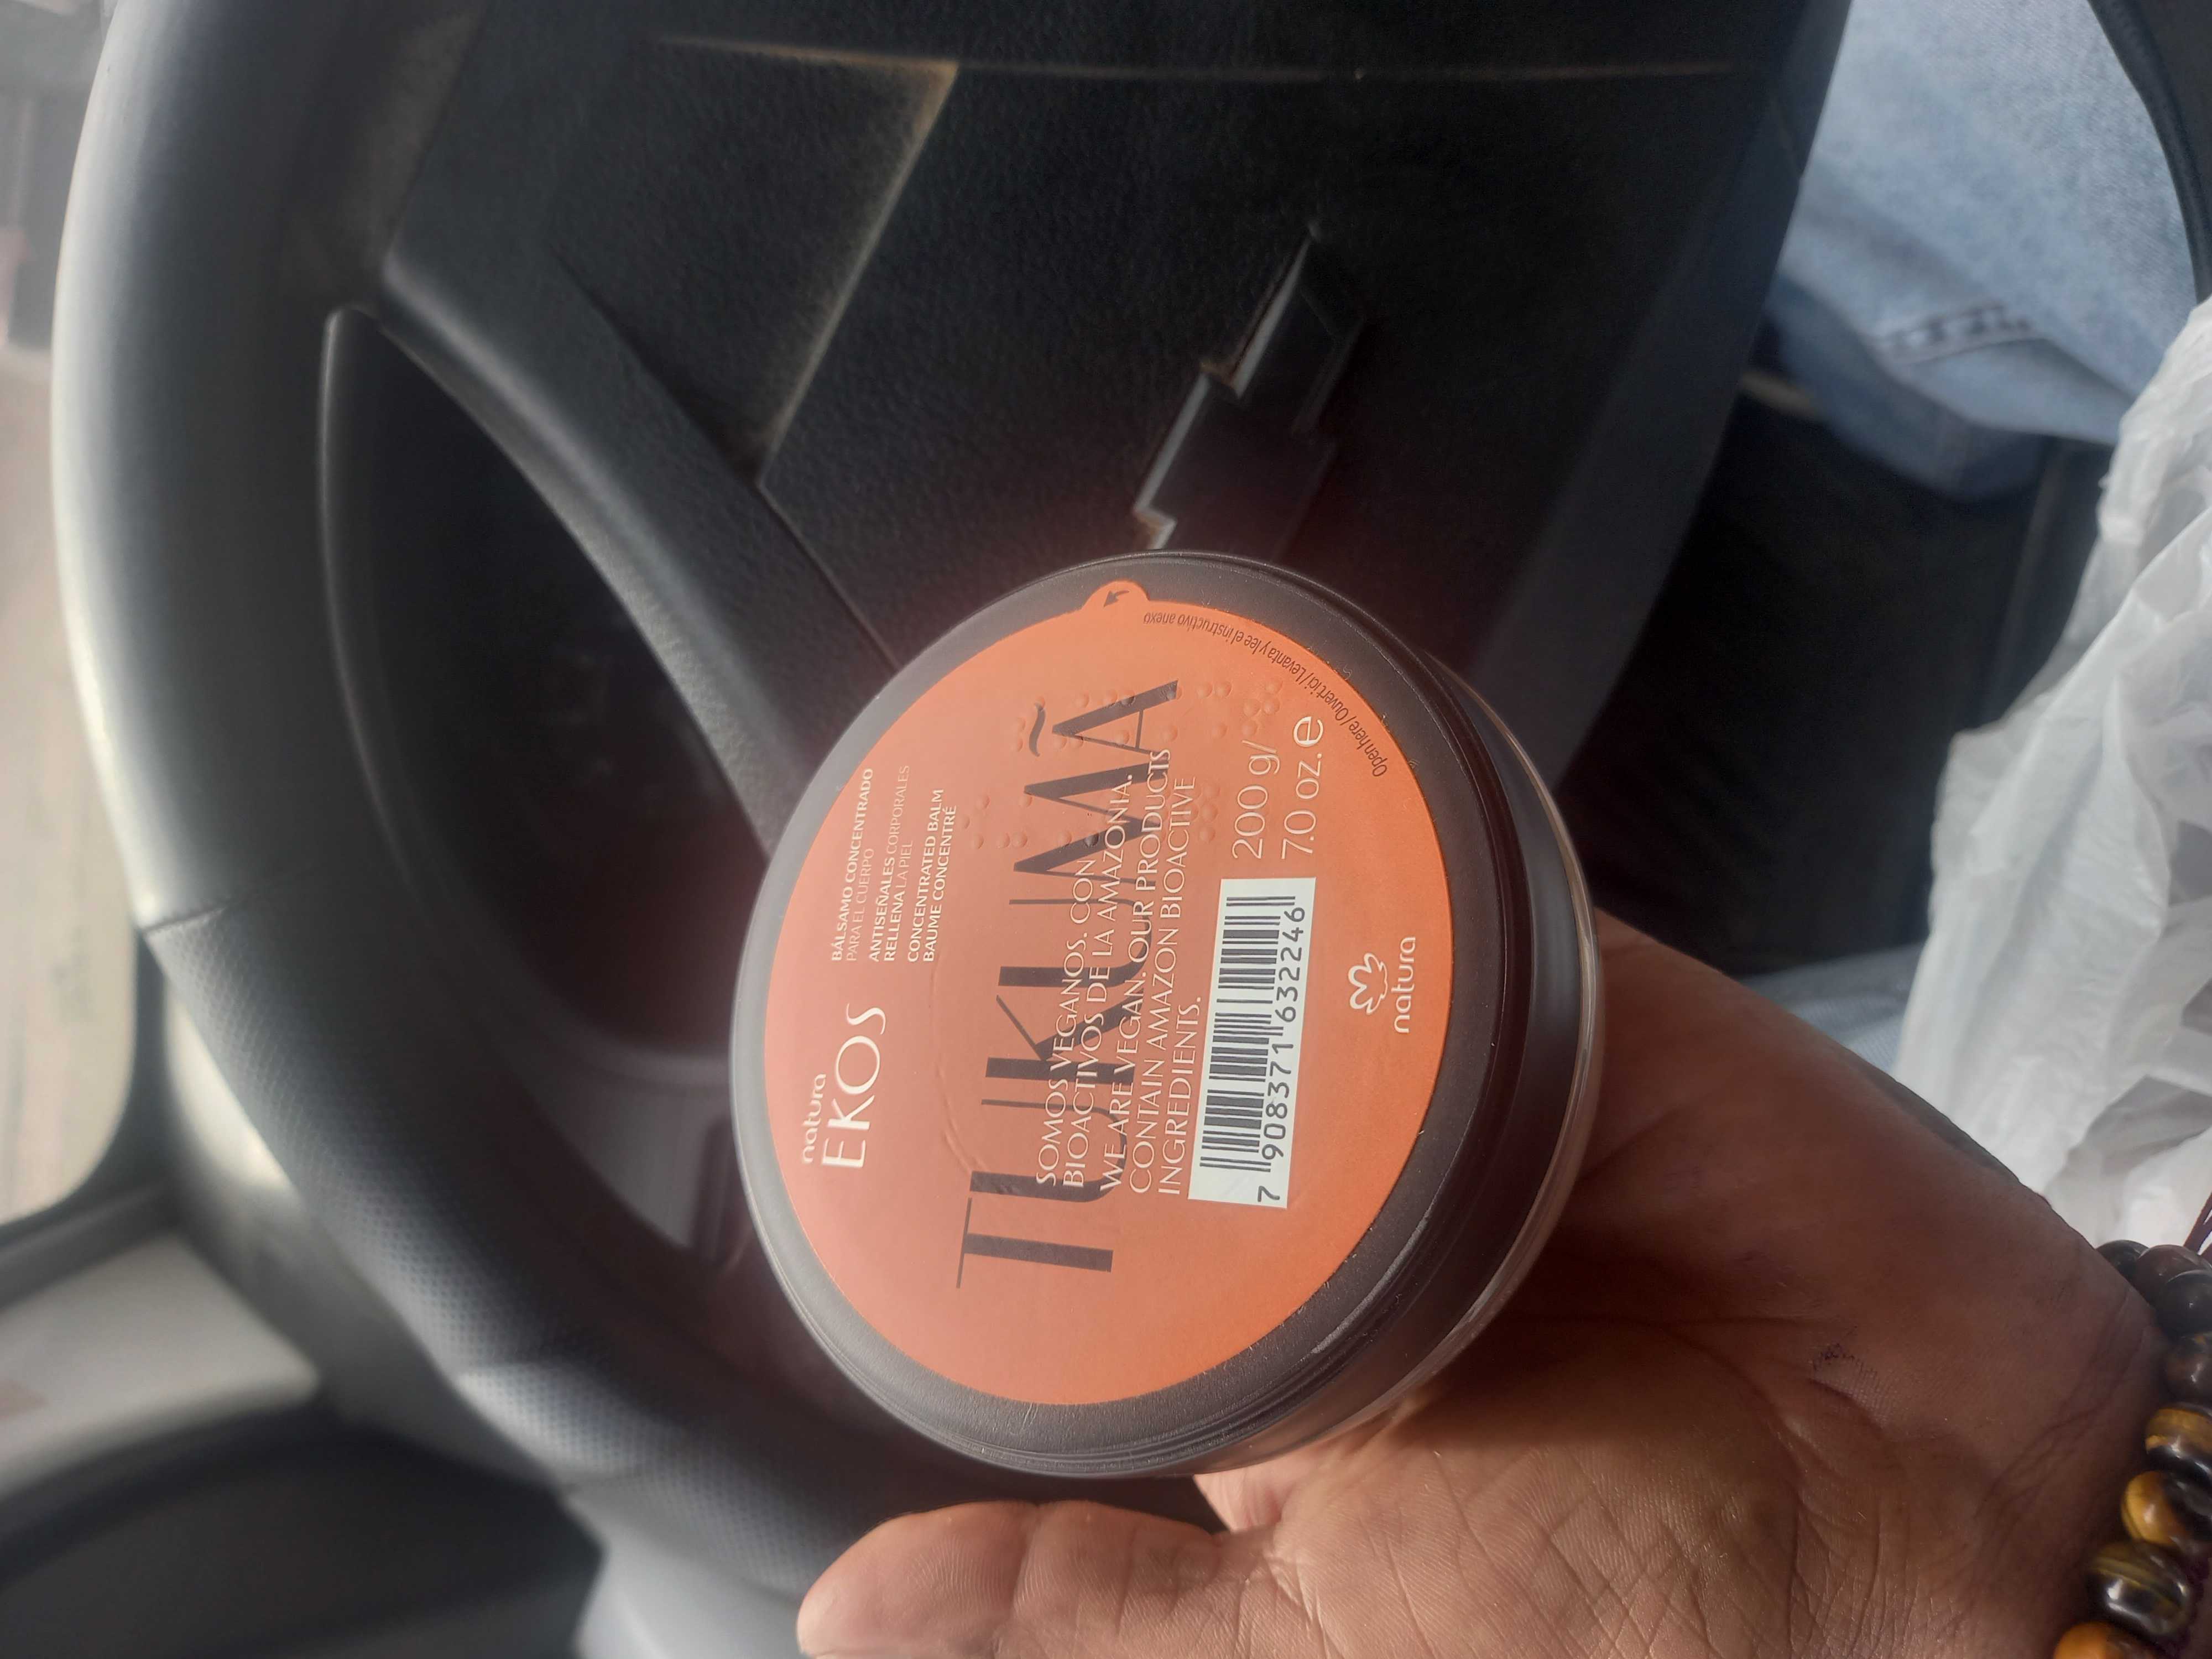 natura
EKOS
BÁLSAMO CONCENTRADO
PARA EL CUERPO
ANTISEÑALES CORPORALES
RELLENA LA PIEL
CONCENTRATED BALM
BAUME CONCENTRÉ
TUKUMÃ
SOMOS VEGANOS. CON
BIOACTIVOS DE LA AMAZONIA.
WE ARE VEGAN. OUR PRODUCTS
CONTAIN AMAZON BIOACTIVE
INGREDIENTS.
7 908371 632246
200 g/
7.0 oz. e
natura
Open here / Ouvert ici / Levanta y lee el instructivo anexo